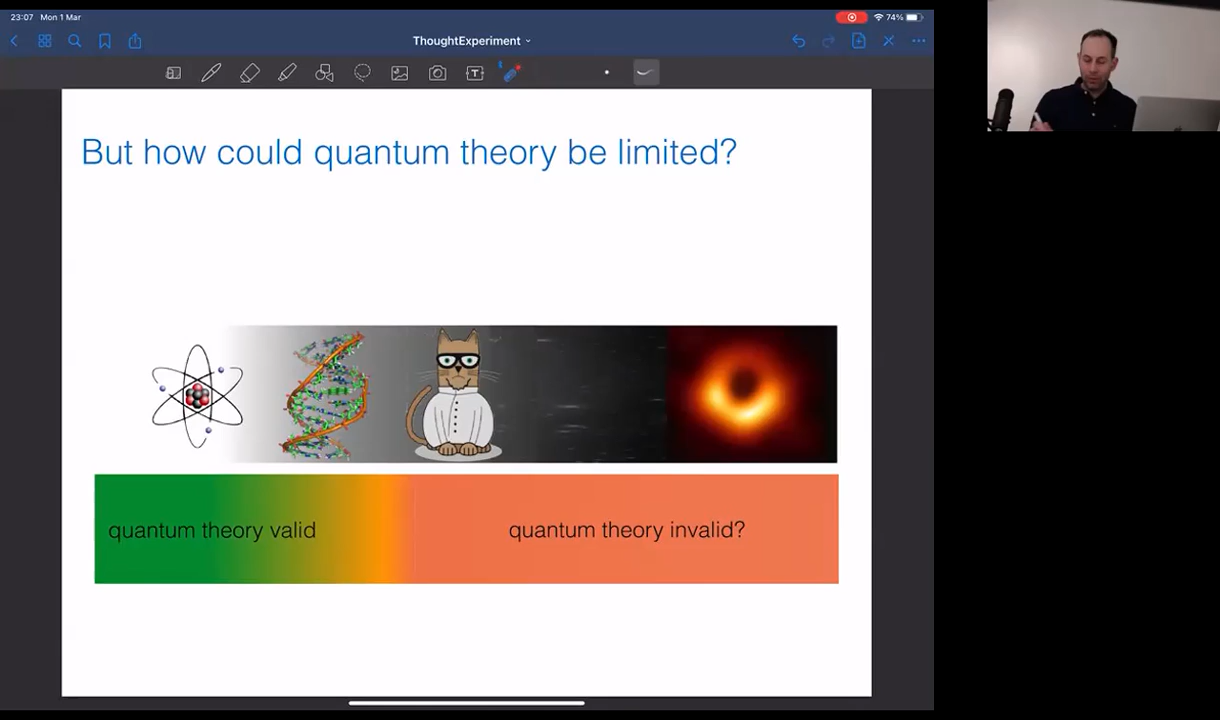 23:07 Mon 1 Mar
74%
ThoughtExperiment
T
But how could quantum theory be limited?
quantum theory valid
quantum theory invalid?